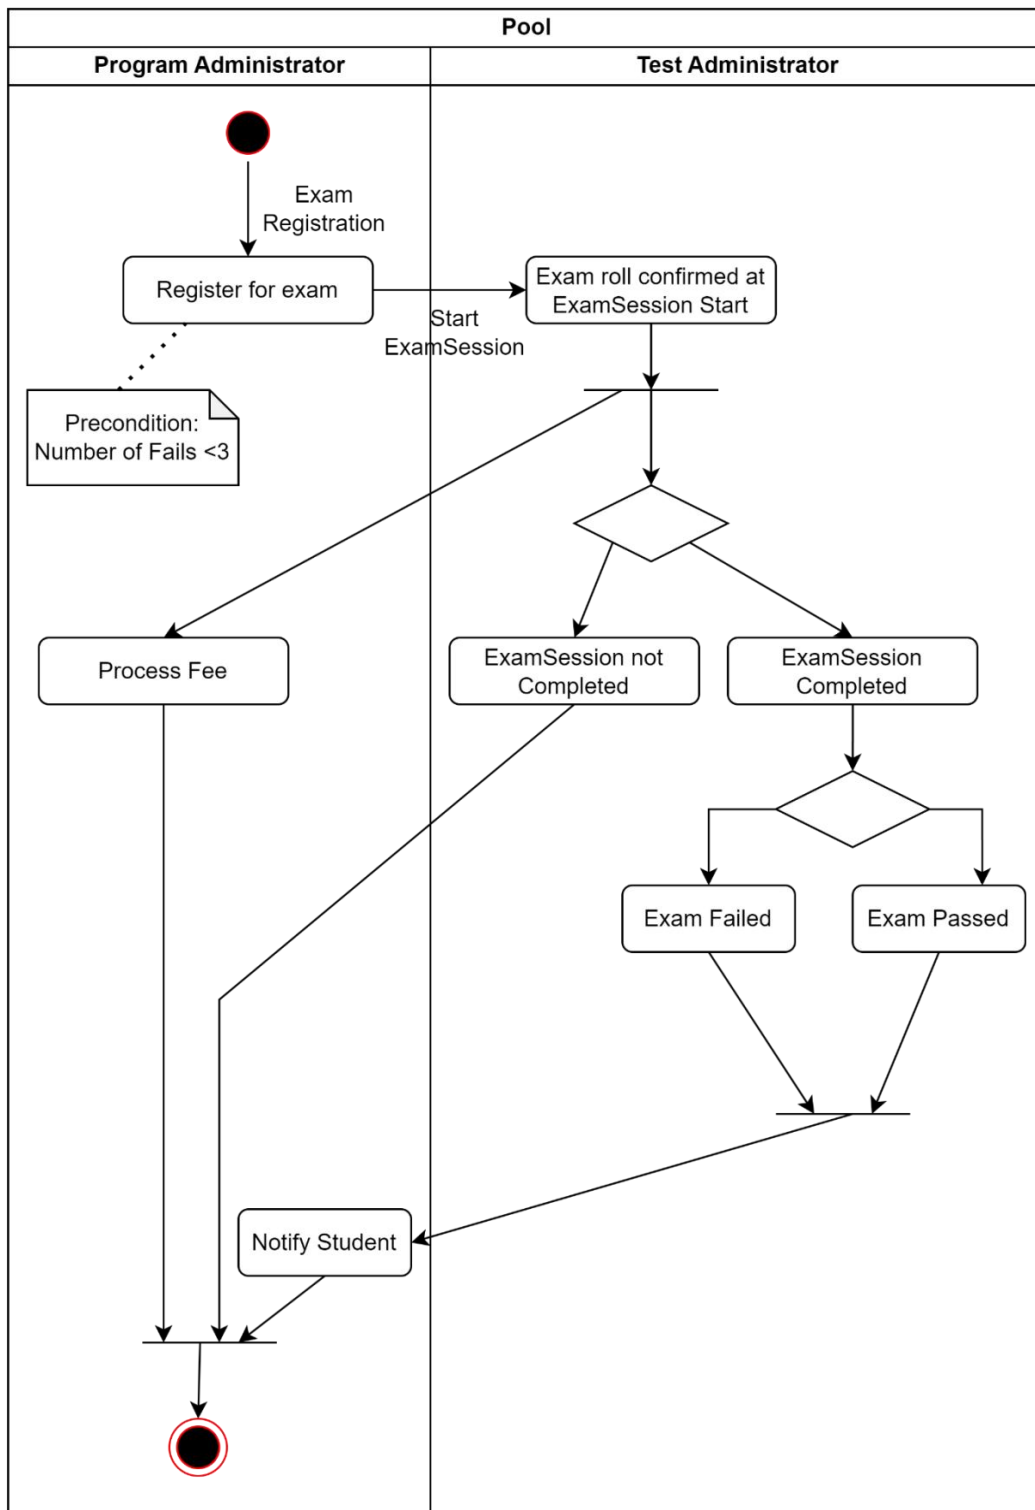 Pool
Program Administrator
Test Administrator
Exam
Registration
Register for exam
Exam roll confirmed at
ExamSession Start
Start
ExamSession
Precondition:
Number of Fails <3
Process Fee
ExamSession not
Completed
ExamSession
Completed
Exam Failed
Exam Passed
Notify Student